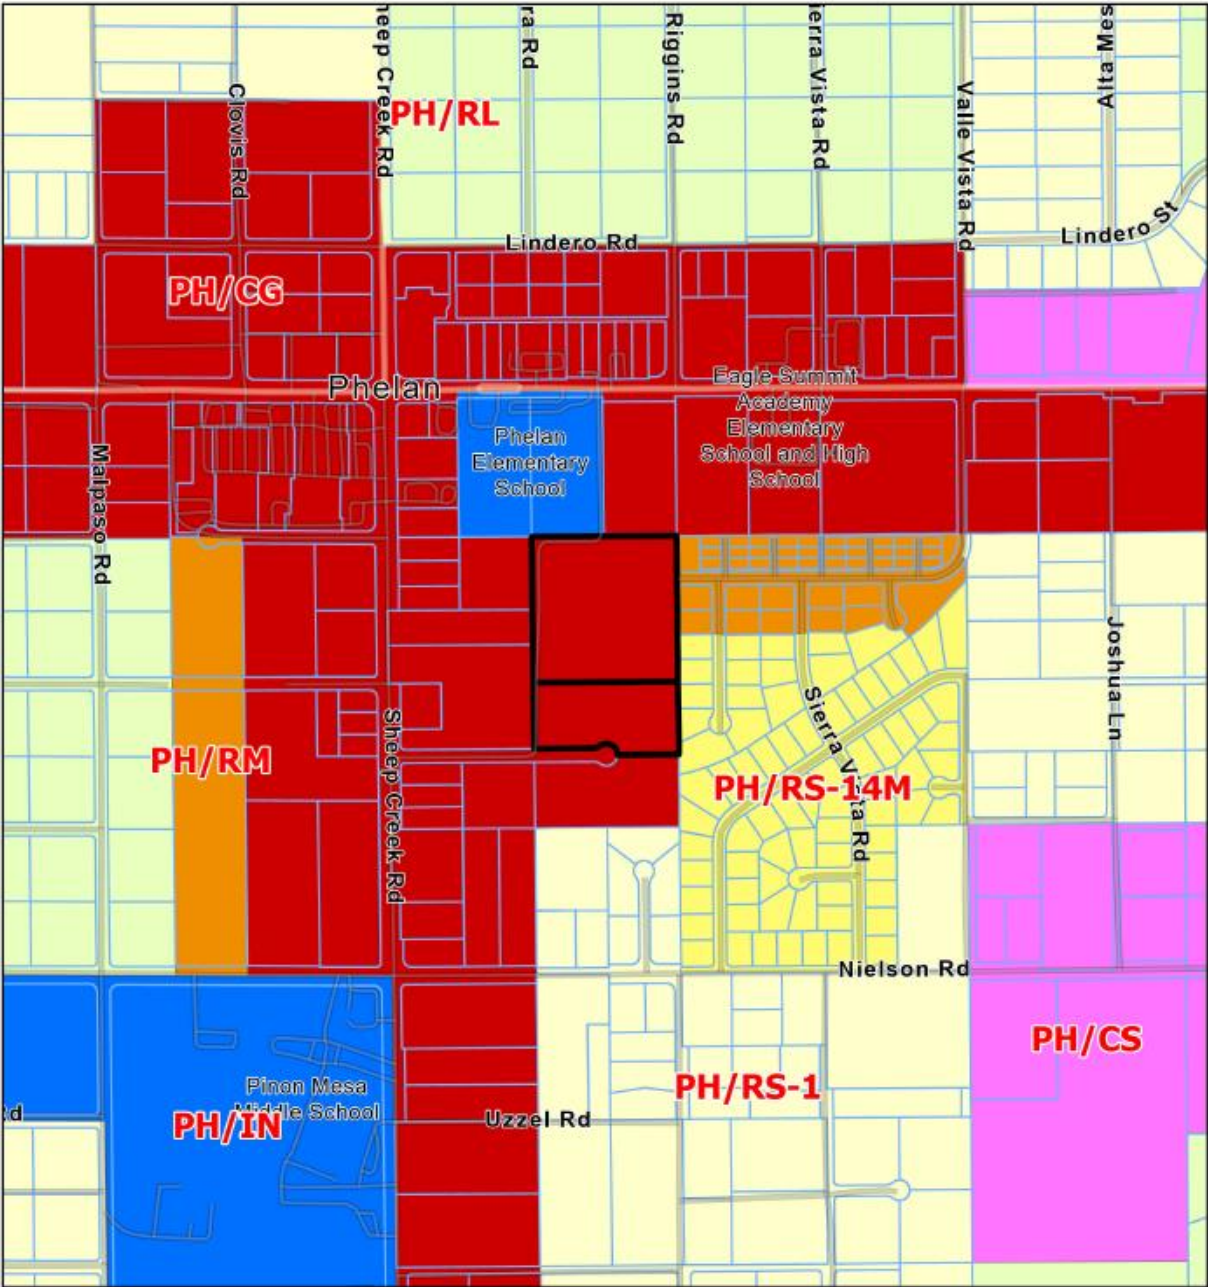 heep Creek Rd
ra Rd
Riggins Rd
ierra Vista Rd
Alta Mes
Clovis Rd
Valle Vista Rd
PH/RL
Lindero St
Lindero Rd
PH/CG
Phelan
Eagle Summit
Academy
Elementary
School and High
School
Phelan
Elementary
School
Malpaso Rd
Joshua Ln
Sierra Vista Rd
Sheep Creek Rd
PH/RM
PH/RS-14M
Nielson Rd
PH/CS
Pinon Mesa
Middle School
PH/RS-1
PH/IN
Uzzel Rd
Rd